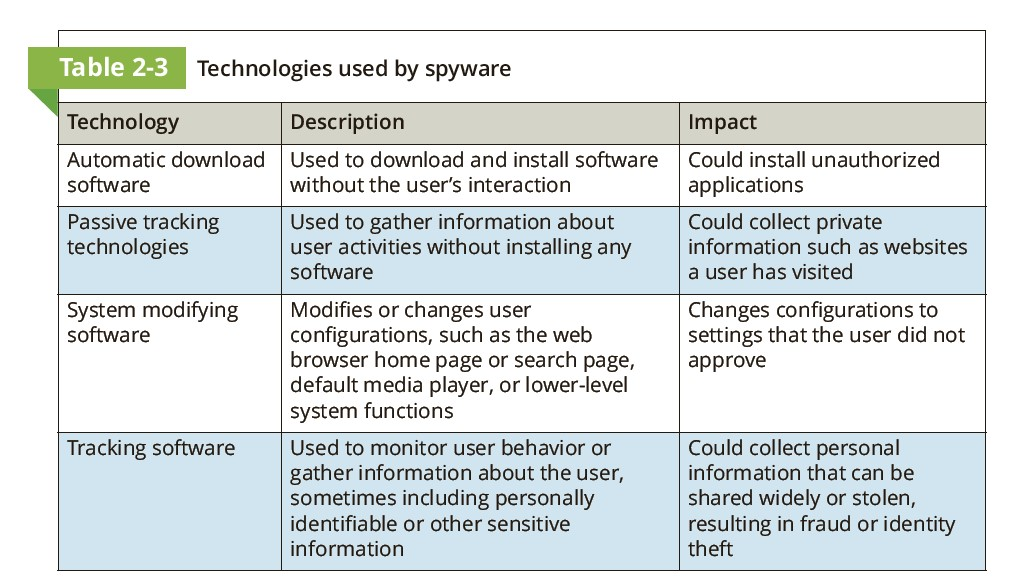 Table 2-3 Technologies used by spyware
Technology Description Impact
Automatic download Used to download and install software Could install unauthorized
software without the user’s interaction applications
Passive tracking Used to gather information about Could collect private
technologies user activities without installing any information such as websites
software a user has visited
System modifying Modifies or changes user Changes configurations to
software configurations, such as the web settings that the user did not
browser home page or search page, approve
default media player, or lower-level
system functions
Tracking software Used to monitor user behavior or Could collect personal
gather information about the user, information that can be
sometimes including personally shared widely or stolen,
identifiable or other sensitive resulting in fraud or identity
information theft